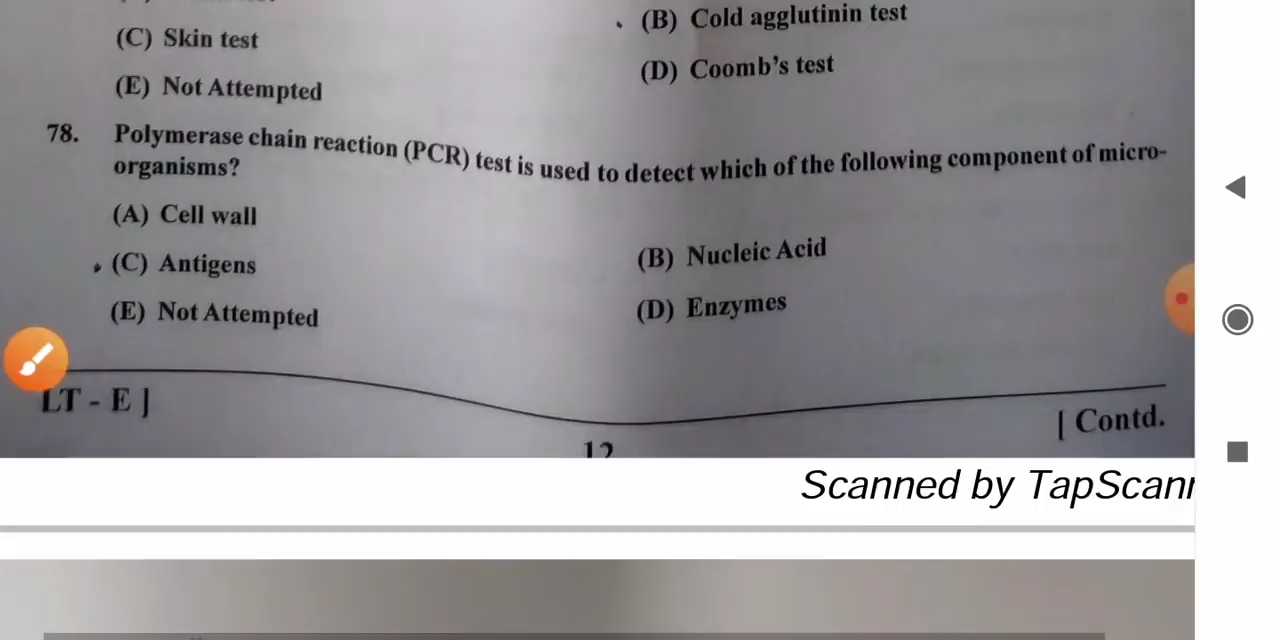 (B) Cold agglutinin test
(C) Skin test
(D) Coomb's test
(E) Not Attempted
78. Polymerase chain reaction (PCR) test is used to detect which of the following component of micro-
organisms?
(A) Cell wall
(B) Nucleic Acid
(C) Antigens
(D) Enzymes
(E) Not Attempted
LT - E ]
[ Contd.
12
Scanned by TapScann